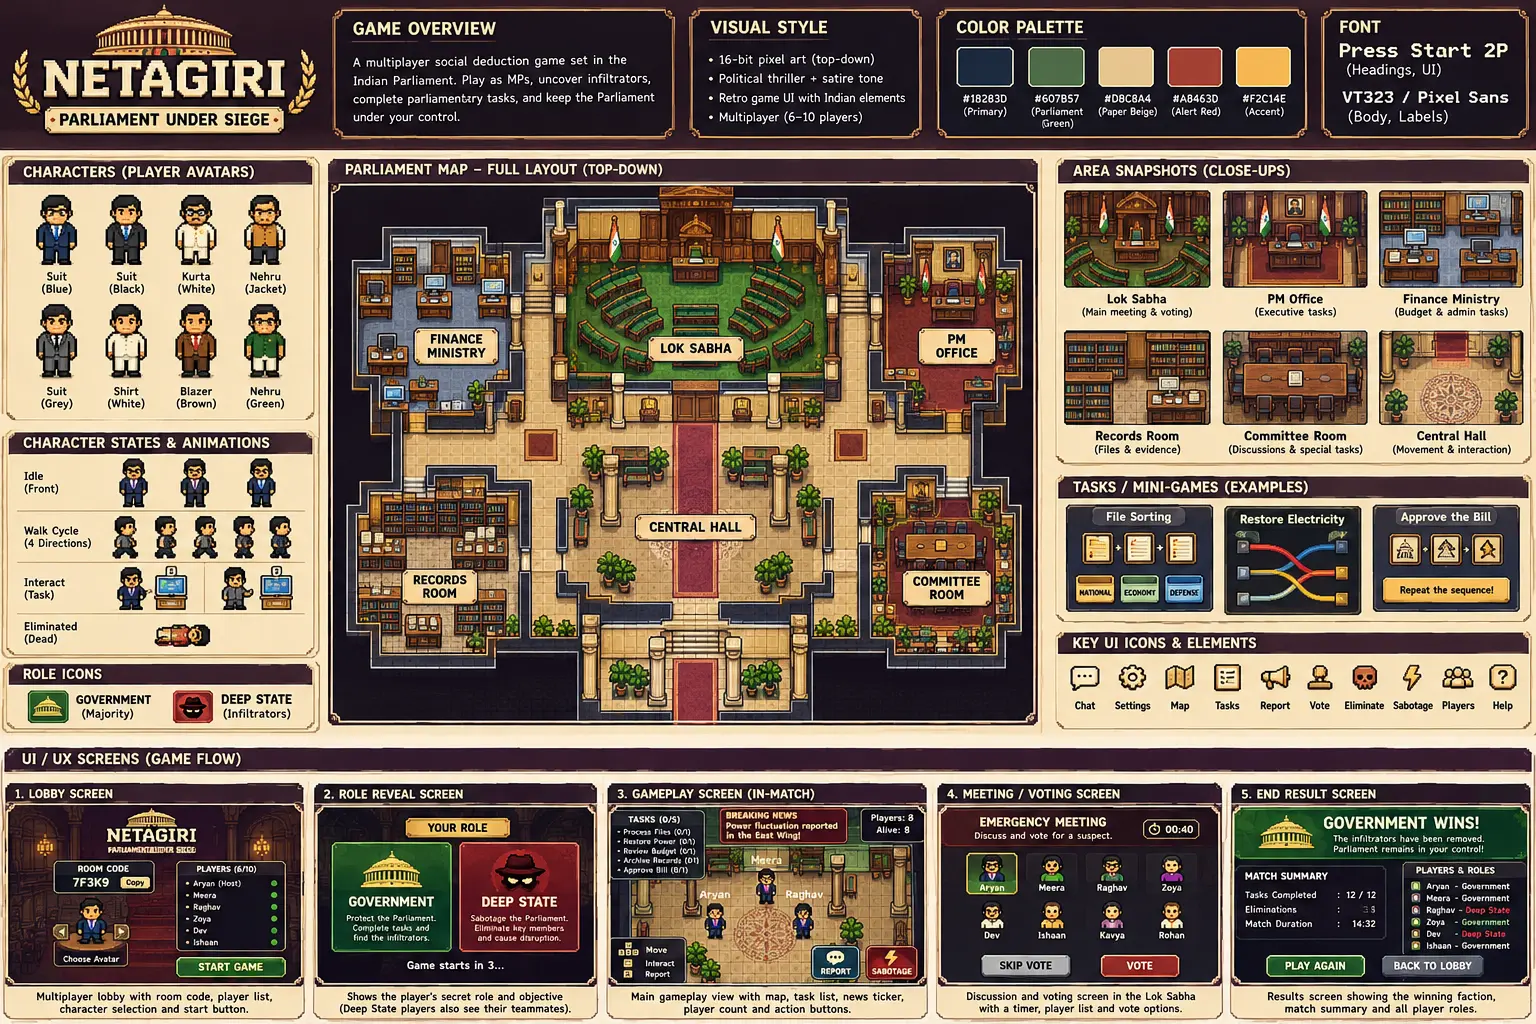 NETAGIRI
PARLIAMENT UNDER SIEGE
GAME OVERVIEW
A multiplayer social deduction game set in the
Indian Parliament. Play as MPs, uncover infiltrators,
complete parliamentzry tasks, and keep the Parliament
under your control.
VISUAL STYLE
• 16-bit pixel art (top-down)
• Political thriller + satire tone
• Retro game UI with Indian elements
• Multiplayer (6–10 players)
COLOR PALETTE
#18283D
(Primary)
#607B57
(Parliament
Green)
#D8C8A4
(Paper Beige)
#A8463D
(Alert Red)
#F2C14E
(Accent)
FONT
Press Start 2P
(Headings, UI)
VT323 / Pixel Sans
(Body, Labels)
CHARACTERS (PLAYER AVATARS)
Suit
(Blue)
Suit
(Black)
Kurta
(White)
Nehru
(Jacket)
Suit
(Grey)
Shirt
(White)
Blazer
(Brown)
Nehru
(Green)
CHARACTER STATES & ANIMATIONS
Idle
(Front)
Walk Cycle
(4 Directions)
Interact
(Task)
Eliminated
(Dead)
ROLE ICONS
GOVERNMENT
(Majority)
DEEP STATE
(Infiltrators)
PARLIAMENT MAP – FULL LAYOUT (TOP-DOWN)
FINANCE
MINISTRY
LOK SABHA
PM
OFFICE
CENTRAL HALL
RECORDS
ROOM
COMMITTEE
ROOM
AREA SNAPSHOTS (CLOSE-UPS)
Lok Sabha
(Main meeting & voting)
PM Office
(Executive tasks)
Finance Ministry
(Budget & admin tasks)
Records Room
(Files & evidence)
Committee Room
(Discussions & special tasks)
Central Hall
(Movement & interaction)
TASKS / MINI-GAMES (EXAMPLES)
File Sorting
NATIONAL
ECONOMY
DEFENSE
Restore Electricity
Approve the Bill
Repeat the sequence!
KEY UI ICONS & ELEMENTS
Chat
Settings
Map
Tasks
Report
Vote
Eliminate
Sabotage
Players
Help
UI / UX SCREENS (GAME FLOW)
1. LOBBY SCREEN
NETAGIRI
PARLIAMENT UNDER SIEGE
ROOM CODE
7F3K9
Copy
Choose Avatar
PLAYERS (6/10)
• Aryan (Host)
• Meera
• Raghav
• Zoya
• Dev
• Ishaan
START GAME
Multiplayer lobby with room code, player list,
character selection and start button.
2. ROLE REVEAL SCREEN
YOUR ROLE
GOVERNMENT
Protect the Parliament.
Complete tasks and
find the infiltrators.
DEEP STATE
Sabotage the Parliament.
Eliminate key members
and cause disruption.
Game starts in 3...
Shows the player's secret role and objective
(Deep State players also see their teammates).
3. GAMEPLAY SCREEN (IN-MATCH)
TASKS (0/5)
• Process Files (0/1)
• Restore Power (0/1)
• Review Budget (0/1)
• Archive Records (01)
• Approve Bill (8/1)
BREAKING NEWS
Power fluctuation reported
in the East Wing!
Players: 8
Alive: 8
Meera
Aryan
Raghav
Move
Interact
Report
REPORT
SABOTAGE
Main gameplay view with map, task list, news ticker,
player count and action buttons.
4. MEETING / VOTING SCREEN
EMERGENCY MEETING
Discuss and vote for a suspect.
00:40
Aryan
Meera
Raghav
Zoya
Dev
Ishaan
Kavya
Rohan
SKIP VOTE
VOTE
Discussion and voting screen in the Lok Sabha
with a timer, player list and vote options.
5. END RESULT SCREEN
GOVERNMENT WINS!
The infiltrators have been removed.
Parliament remains in your control!
MATCH SUMMARY
Tasks Completed : 12 / 12
Eliminations :
Match Duration : 14:32
PLAYERS & ROLES
Aryan - Government
Meera - Government
Raghav - Deep State
Zoya - Government
Dev - Deep State
Ishaan - Government
PLAY AGAIN
BACK TO LOBBY
Results screen showing the winning faction,
match summary and all player roles.